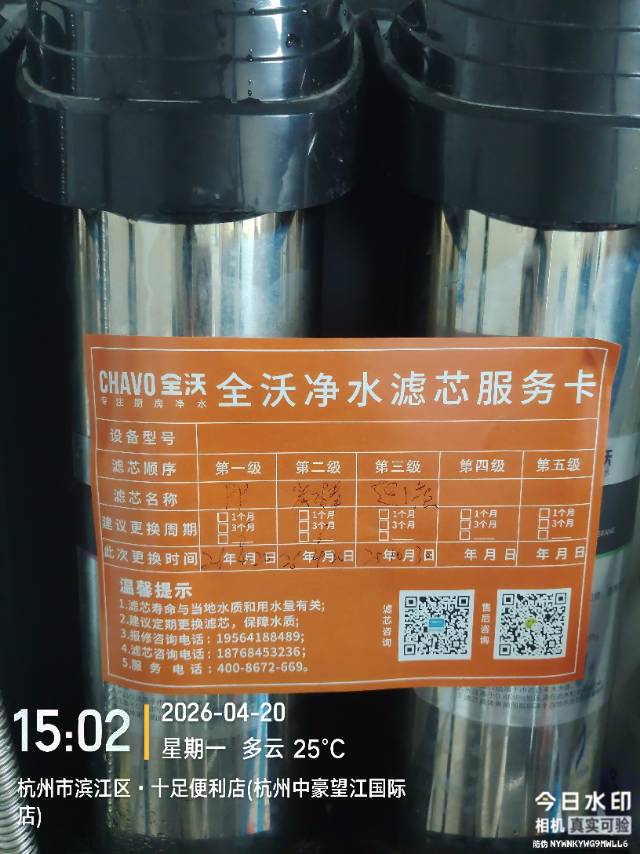 CHAVO 全沃
专注厨房净水
全沃净水滤芯服务卡
设备型号
滤芯顺序 第一级 第二级 第三级 第四级 第五级
滤芯名称 PP
建议更换周期 1个月 1个月 1个月 1个月 1个月
3个月 3个月 3个月 3个月 3个月
此次更换时间 年 月 日 年 月 日 年 月 日 年 月 日 年 月 日
温馨提示
1.滤芯寿命与当地水质和用水量有关;
2.建议定期更换滤芯,保障水质;
3.报修咨询电话:19564188489;
4.滤芯咨询电话:18768453236;
5.服务电话:400-8672-669。
滤芯咨询
售后咨询
15:02
2026-04-20
星期一 多云 25°C
杭州市滨江区·十足便利店(杭州中豪望江国际
店)
今日水印
相机 真实可验
防伪 NYWNKYWG9MWLL6